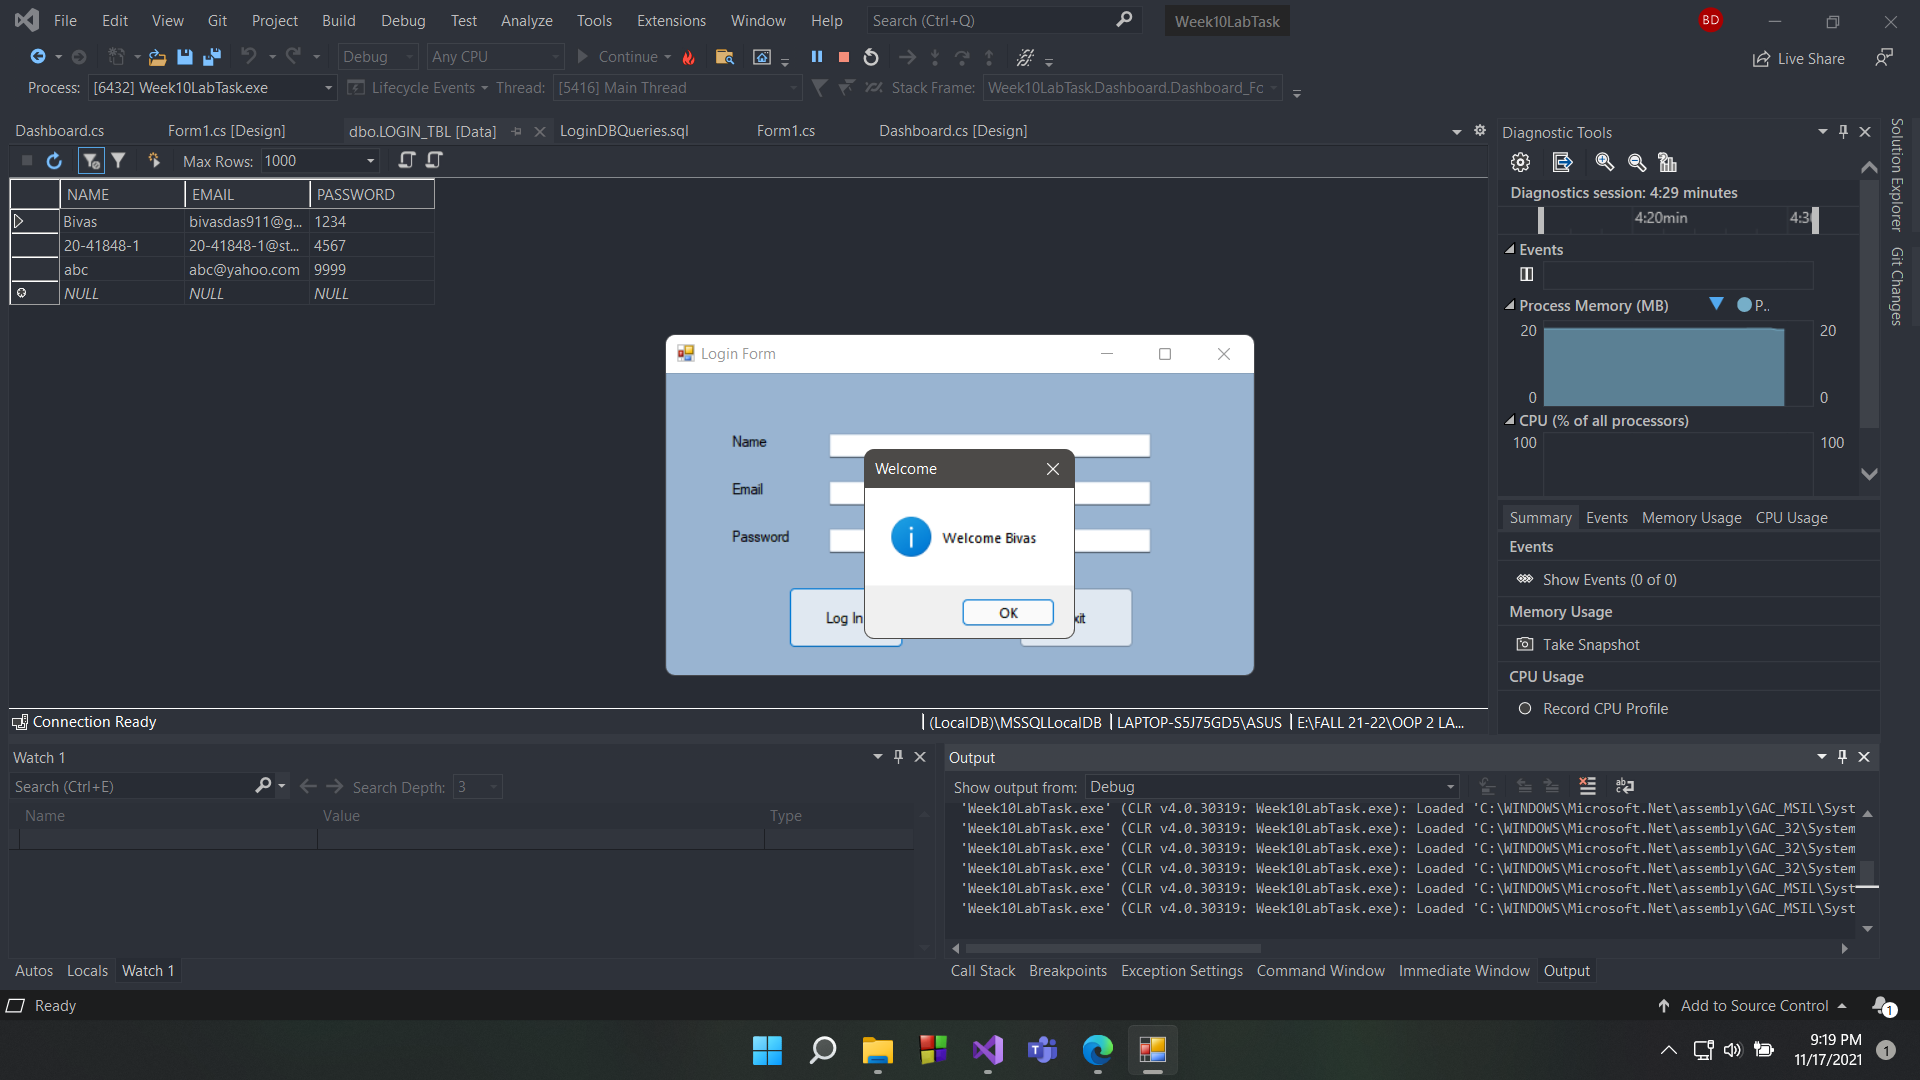 File Edit View Git Project Build Debug Test Analyze Tools Extensions Window Help Search (Ctrl+Q) Week10LabTask BD
Debug Any CPU Continue Live Share
Process: [6432] Week10LabTask.exe Lifecycle Events Thread: [5416] Main Thread Stack Frame: Week10LabTask.Dashboard.Dashboard_Fc
Dashboard.cs Form1.cs [Design] dbo.LOGIN_TBL [Data] LoginDBQueries.sql Form1.cs Dashboard.cs [Design]
Max Rows: 1000
NAME EMAIL PASSWORD
Bivas bivasdas911@g... 1234
20-41848-1 20-41848-1@st... 4567
abc abc@yahoo.com 9999
NULL NULL NULL
Login Form
Name
Email
Password
Log In
xit
Welcome
Welcome Bivas
OK
Connection Ready (LocalDB)\MSSQLLocalDB LAPTOP-S5J75GD5\ASUS E:\FALL 21-22\OOP 2 LA...
Diagnostic Tools
Diagnostics session: 4:29 minutes
4:20min 4:30
Events
Process Memory (MB) P..
20 20
0 0
CPU (% of all processors)
100 100
Summary Events Memory Usage CPU Usage
Events
Show Events (0 of 0)
Memory Usage
Take Snapshot
CPU Usage
Record CPU Profile
Solution Explorer
Git Changes
Watch 1
Search (Ctrl+E) Search Depth: 3
Name Value Type
Autos Locals Watch 1
Output
Show output from: Debug
'Week10LabTask.exe' (CLR v4.0.30319: Week10LabTask.exe): Loaded 'C:\WINDOWS\Microsoft.Net\assembly\GAC_MSIL\Syst
'Week10LabTask.exe' (CLR v4.0.30319: Week10LabTask.exe): Loaded 'C:\WINDOWS\Microsoft.Net\assembly\GAC_32\System
'Week10LabTask.exe' (CLR v4.0.30319: Week10LabTask.exe): Loaded 'C:\WINDOWS\Microsoft.Net\assembly\GAC_32\System
'Week10LabTask.exe' (CLR v4.0.30319: Week10LabTask.exe): Loaded 'C:\WINDOWS\Microsoft.Net\assembly\GAC_32\System
'Week10LabTask.exe' (CLR v4.0.30319: Week10LabTask.exe): Loaded 'C:\WINDOWS\Microsoft.Net\assembly\GAC_MSIL\Syst
'Week10LabTask.exe' (CLR v4.0.30319: Week10LabTask.exe): Loaded 'C:\WINDOWS\Microsoft.Net\assembly\GAC_MSIL\Syst
Call Stack Breakpoints Exception Settings Command Window Immediate Window Output
Ready Add to Source Control 1
9:19 PM
11/17/2021 1